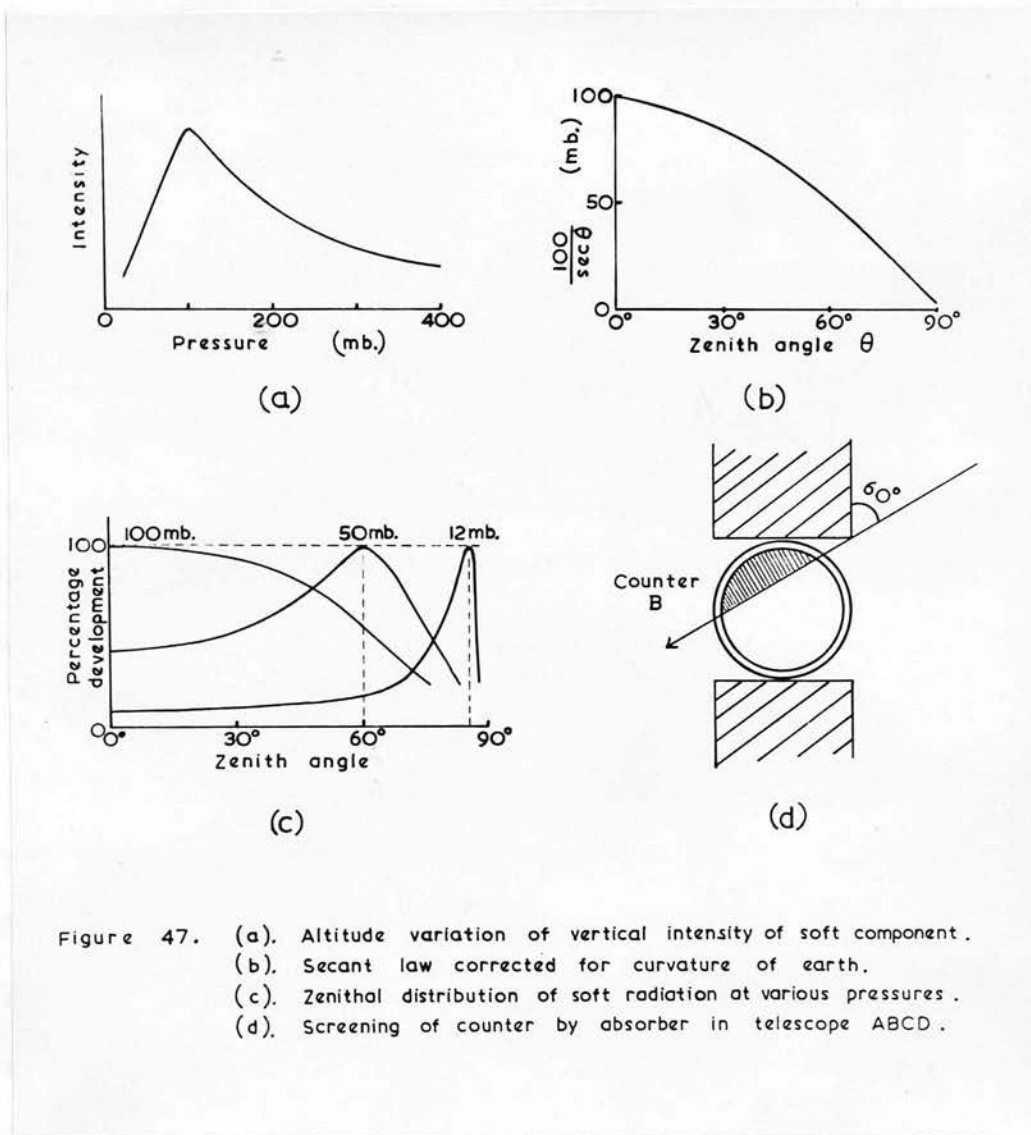 Intensity
0 200 400
Pressure (mb.)
(a)
100
(mb.)
50
100
secθ
0
0° 30° 60° 90°
Zenith angle θ
(b)
100mb. 50mb. 12mb.
100
Percentage
development
0
0° 30° 60° 90°
Zenith angle
(c)
60°
Counter
B
(d)
Figure 47. (a). Altitude variation of vertical intensity of soft component.
(b). Secant law corrected for curvature of earth.
(c). Zenithal distribution of soft radiation at various pressures.
(d). Screening of counter by absorber in telescope ABCD.